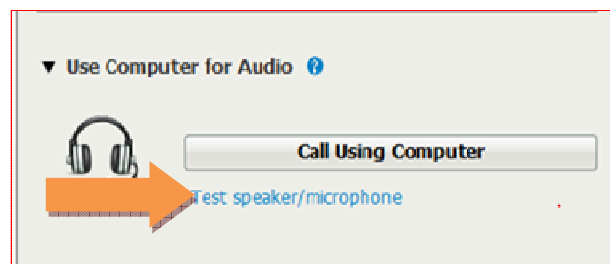 Use Computer for Audio ?
Call Using Computer
Test speaker/microphone